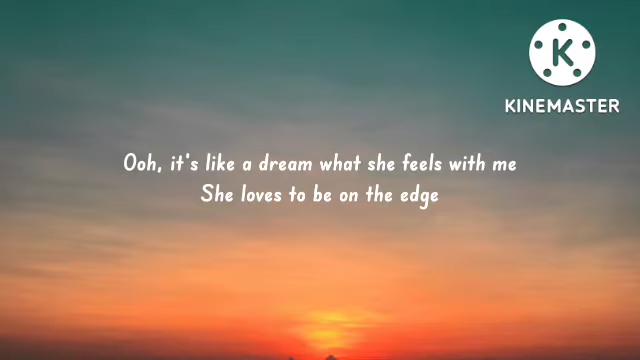 K
KINEMASTER
Ooh, it's like a dream what she feels with me
She loves to be on the edge